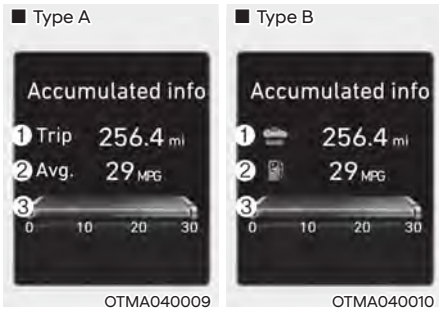 ■ Type A
Accumulated info
1 Trip 256.4 mi
2 Avg. 29 MPG
3
0 10 20 30
OTMA040009
■ Type B
Accumulated info
1 256.4 mi
2 29 MPG
3
0 10 20 30
OTMA040010